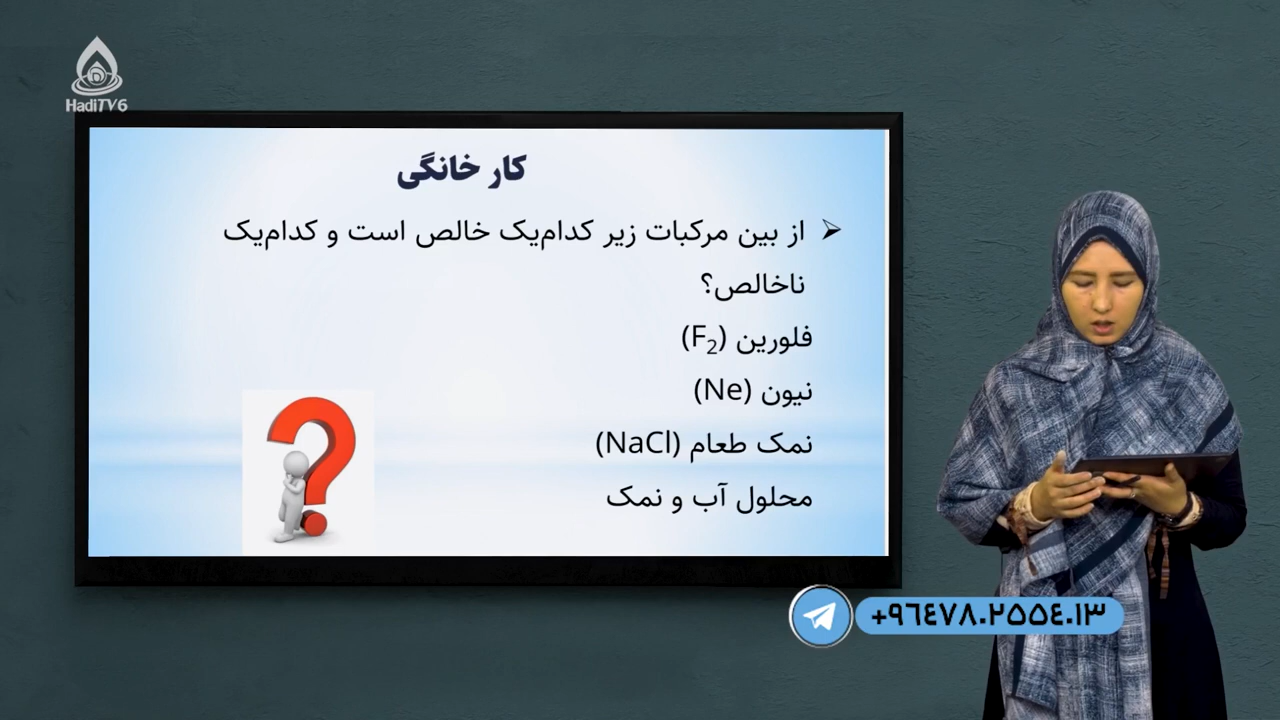 HadiTV6
کار خانگی
➢ از بین مرکبات زیر کدام‌یک خالص است و کدام‌یک
ناخالص؟
فلورین (F₂)
نیون (Ne)
نمک طعام (NaCl)
محلول آب و نمک
+٩٦٤٧٨٠٢٥٥٤٠١٣